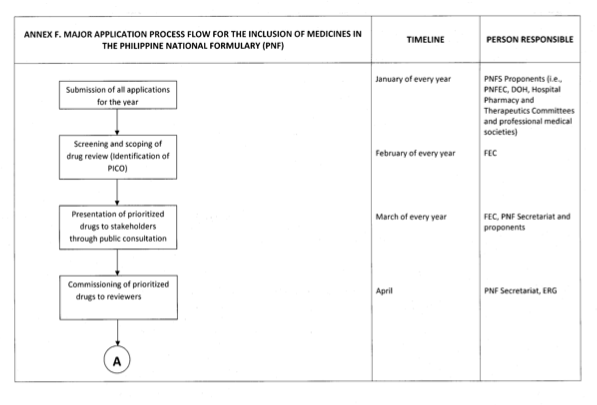 ANNEX F. MAJOR APPLICATION PROCESS FLOW FOR THE INCLUSION OF MEDICINES IN
THE PHILIPPINE NATIONAL FORMULARY (PNF)
TIMELINE
PERSON RESPONSIBLE
Submission of all applications
for the year
January of every year
PNFS Proponents (i.e.,
PNFEC, DOH, Hospital
Pharmacy and
Therapeutics Committees
and professional medical
societies)
Screening and scoping of
drug review (Identification of
PICO)
February of every year
FEC
Presentation of prioritized
drugs to stakeholders
through public consultation
March of every year
FEC, PNF Secretariat and
proponents
Commissioning of prioritized
drugs to reviewers
April
PNF Secretariat, ERG
A